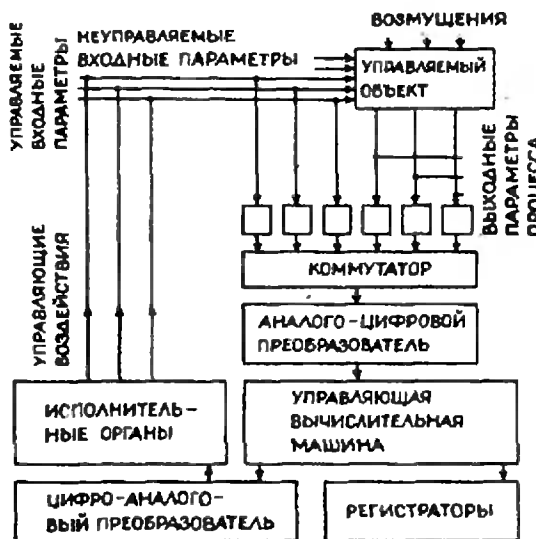 ВОЗМУЩЕНИЯ
НЕУПРАВЛЯЕМЫЕ
ВХОДНЫЕ ПАРАМЕТРЫ
УПРАВЛЯЕМЫЕ
ВХОДНЫЕ
ПАРАМЕТРЫ
УПРАВЛЯЕМЫЙ
ОБЪЕКТ
ВЫХОДНЫЕ
ПАРАМЕТРЫ
ПРОЦЕССА
УПРАВЛЯЮЩИЕ
ВОЗДЕЙСТВИЯ
КОММУТАТОР
АНАЛОГО-ЦИФРОВОЙ
ПРЕОБРАЗОВАТЕЛЬ
ИСПОЛНИТЕЛЬ-
НЫЕ ОРГАНЫ
УПРАВЛЯЮЩАЯ
ВЫЧИСЛИТЕЛЬНАЯ
МАШИНА
ЦИФРО-АНАЛОГО-
ВЫЙ ПРЕОБРАЗОВАТЕЛЬ
РЕГИСТРАТОРЫ